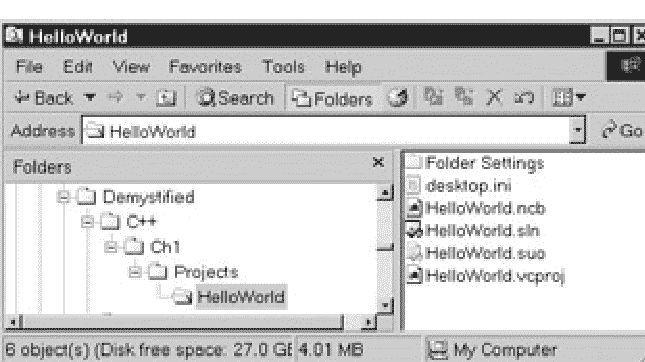 HelloWorld
File Edit View Favorites Tools Help
Back Search Folders
Address HelloWorld Go
Folders
Demystified
C++
Ch1
Projects
HelloWorld
Folder Settings
desktop.ini
HelloWorld.ncb
HelloWorld.sln
HelloWorld.suo
HelloWorld.vcproj
6 object(s) (Disk free space: 27.0 GE 4.01 MB My Computer